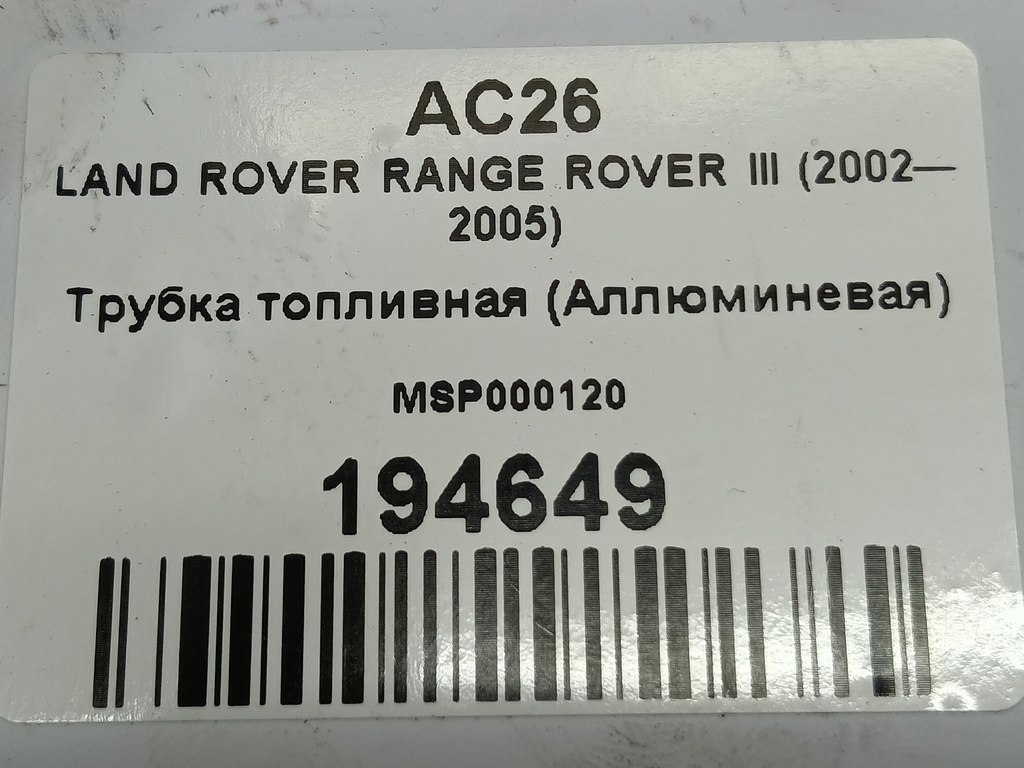 AC26
LAND ROVER RANGE ROVER III (2002—
2005)
Трубка топливная (Аллюминевая)
MSP000120
194649